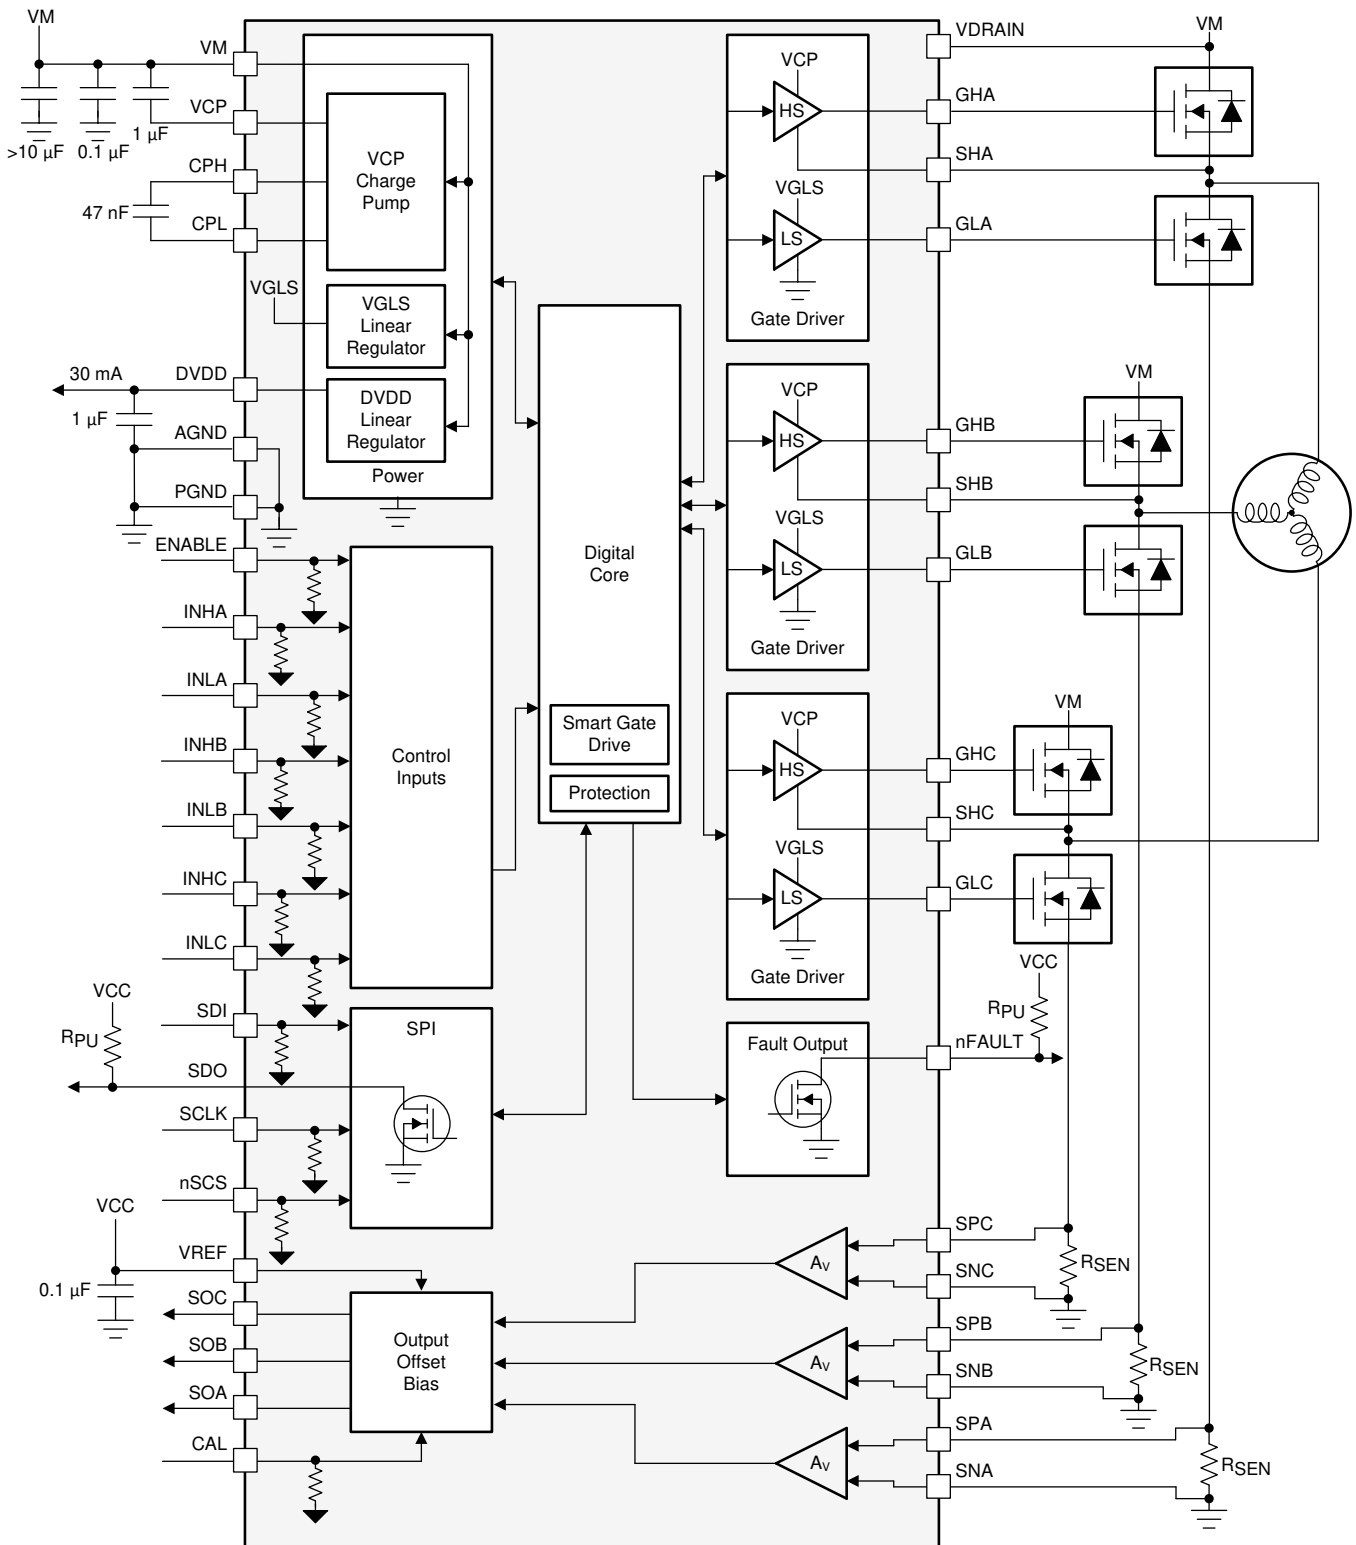 VM
VM
>10 µF
0.1 µF
1 µF
VCP
CPH
47 nF
CPL
VCP
Charge
Pump
VGLS
VGLS
Linear
Regulator
30 mA
DVDD
1 µF
DVDD
Linear
Regulator
AGND
PGND
Power
ENABLE
INHA
INLA
INHB
INLB
INHC
INLC
Control
Inputs
VCC
RPU
SDI
SDO
SCLK
nSCS
SPI
VCC
VREF
0.1 µF
SOC
SOB
SOA
CAL
Output
Offset
Bias
Digital
Core
Smart Gate
Drive
Protection
VCP
HS
VGLS
LS
Gate Driver
VCP
HS
VGLS
LS
Gate Driver
VCP
HS
VGLS
LS
Gate Driver
Fault Output
VDRAIN
VM
GHA
SHA
GLA
VM
GHB
SHB
GLB
VM
GHC
SHC
GLC
VCC
RPU
nFAULT
AV
SPC
SNC
RSEN
AV
SPB
SNB
RSEN
AV
SPA
SNA
RSEN